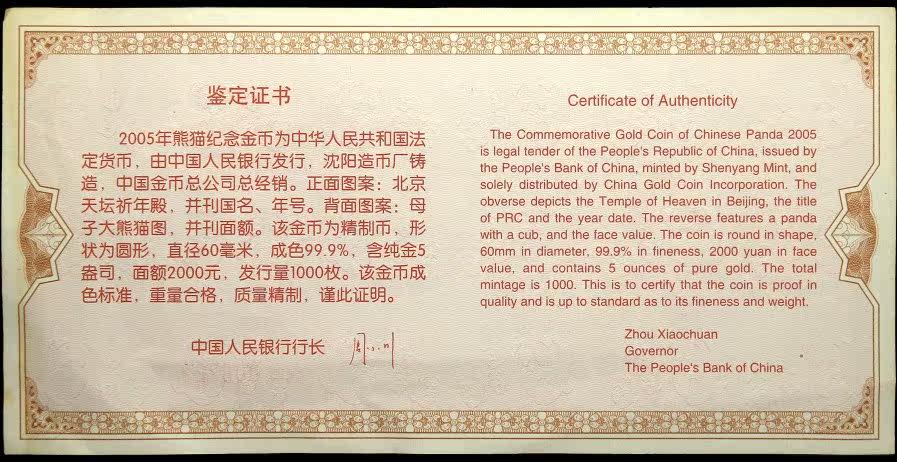 鉴定证书
2005年熊猫纪念金币为中华人民共和国法
定货币，由中国人民银行发行，沈阳造币厂铸
造，中国金币总公司总经销。正面图案：北京
天坛祈年殿，并刊国名、年号。背面图案：母
子大熊猫图，并刊面额。该金币为精制币，形
状为圆形，直径60毫米，成色99.9%，含纯金5
盎司，面额2000元，发行量1000枚。该金币成
色标准，重量合格，质量精制，谨此证明。
中国人民银行行长
Certificate of Authenticity
The Commemorative Gold Coin of Chinese Panda 2005
is legal tender of the People's Republic of China, issued by
the People's Bank of China, minted by Shenyang Mint, and
solely distributed by China Gold Coin Incorporation. The
obverse depicts the Temple of Heaven in Beijing, the title
of PRC and the year date. The reverse features a panda
with a cub, and the face value. The coin is round in shape,
60mm in diameter, 99.9% in fineness, 2000 yuan in face
value, and contains 5 ounces of pure gold. The total
mintage is 1000. This is to certify that the coin is proof in
quality and is up to standard as to its fineness and weight.
Zhou Xiaochuan
Governor
The People's Bank of China